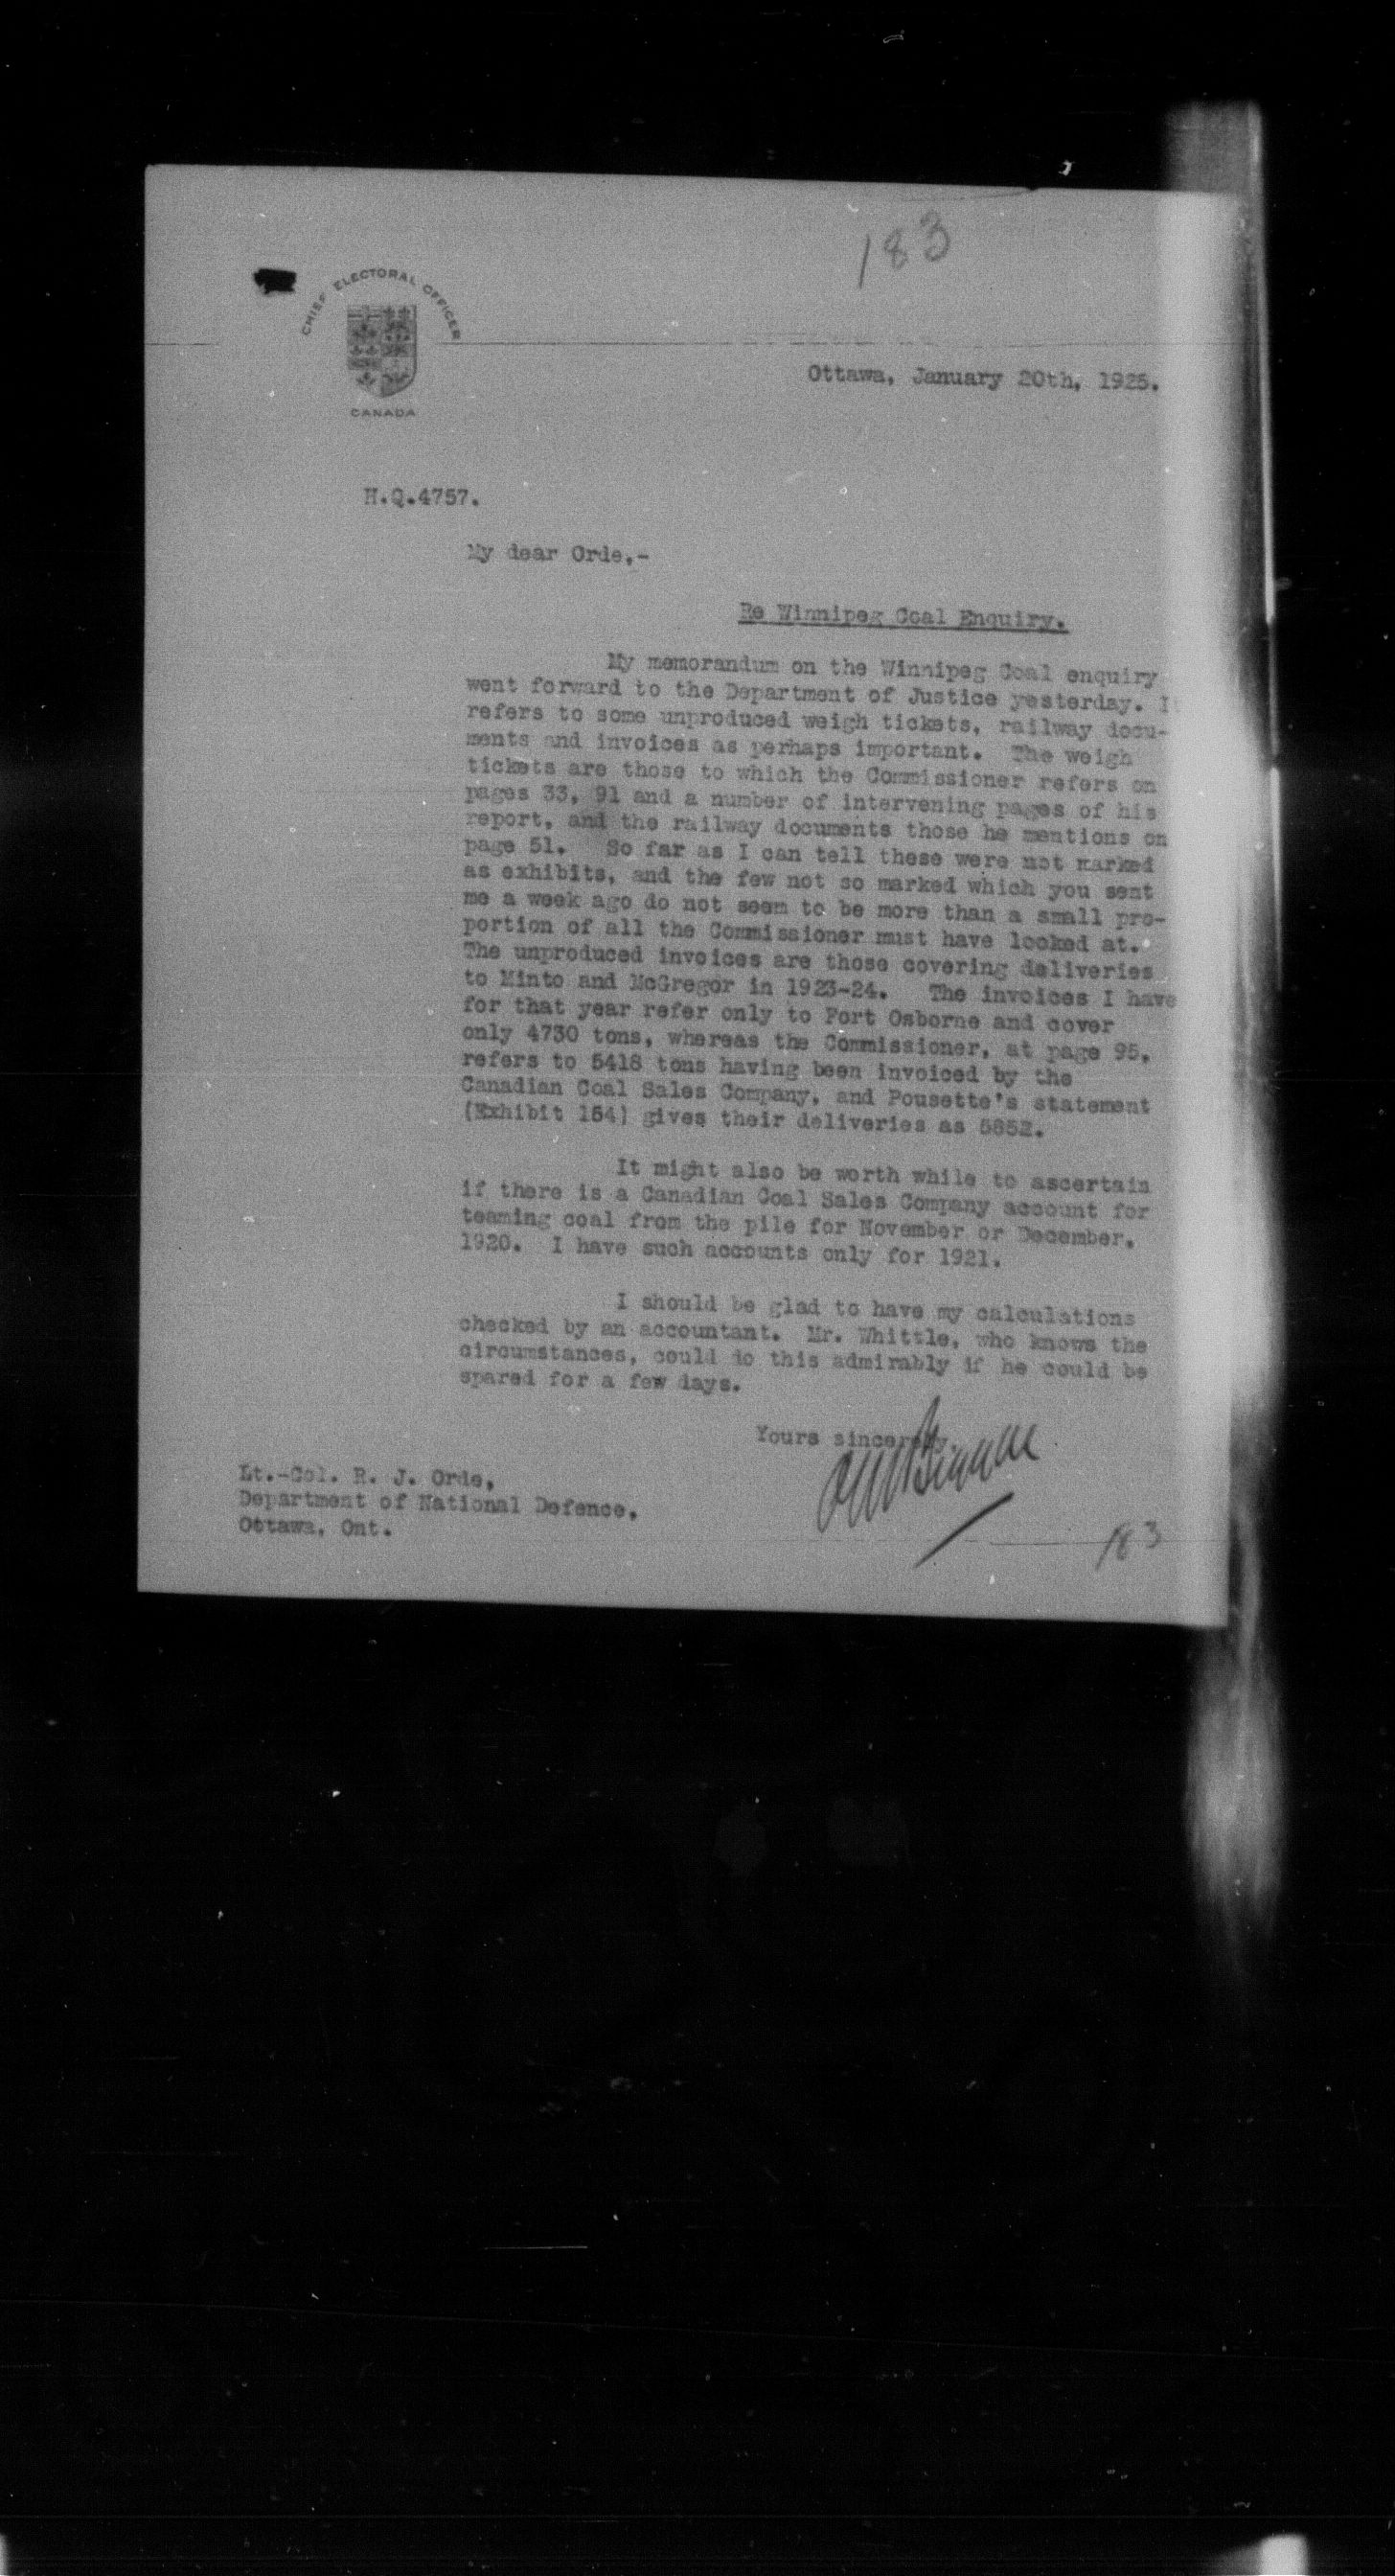 183
CHIEF ELECTORAL OFFICER
CANADA
Ottawa, January 20th, 1925.
H.Q.4757.
My dear Orde,-
Re Winnipeg Coal Enquiry.
My memorandum on the Winnipeg Coal enquiry
went forward to the Department of Justice yesterday. I
refers to some unproduced weigh tickets, railway docu-
ments and invoices as perhaps important. The weigh
tickets are those to which the Commissioner refers on
pages 33, 91 and a number of intervening pages of his
report, and the railway documents those he mentions on
page 51. So far as I can tell these were not marked
as exhibits, and the few not so marked which you sent
me a week ago do not seem to be more than a small pro-
portion of all the Commissioner must have looked at.
The unproduced invoices are those covering deliveries
to Minto and McGregor in 1923-24. The invoices I have
for that year refer only to Fort Osborne and cover
only 4730 tons, whereas the Commissioner, at page 95,
refers to 5418 tons having been invoiced by the
Canadian Coal Sales Company, and Pousette's statement
(Exhibit 154) gives their deliveries as 5852.
It might also be worth while to ascertain
if there is a Canadian Coal Sales Company account for
teaming coal from the pile for November or December,
1920. I have such accounts only for 1921.
I should be glad to have my calculations
checked by an accountant. Mr. Whittle, who knows the
circumstances, could do this admirably if he could be
spared for a few days.
Yours sincerely
Lt.-Col. R. J. Orde,
Department of National Defence,
Ottawa, Ont.
183